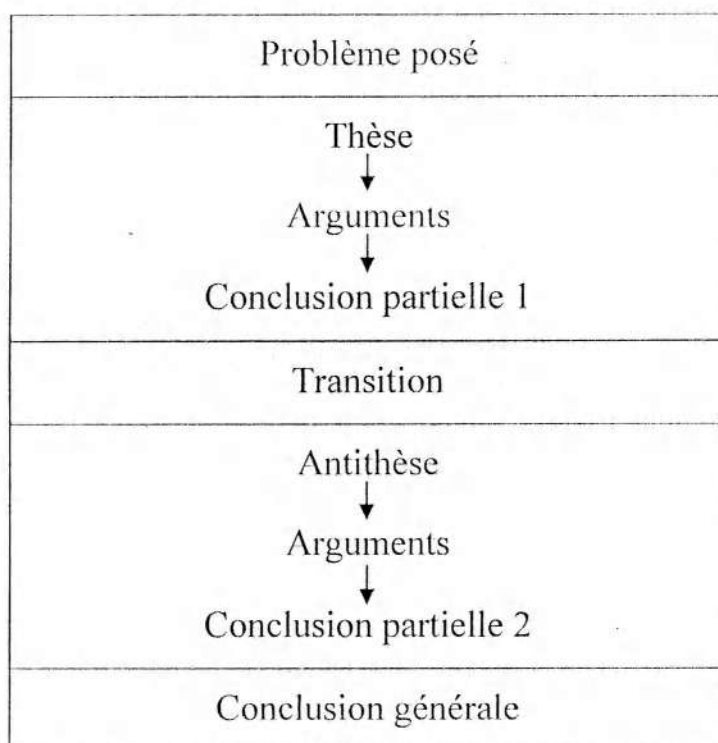 Problème posé
Thèse
Arguments
Conclusion partielle 1
Transition
Antithèse
Arguments
Conclusion partielle 2
Conclusion générale